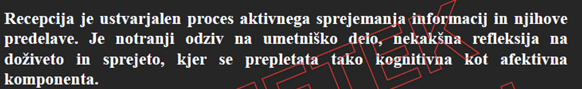 Recepcija je ustvarjalen proces aktivnega sprejemanja informacij in njihove
predelave. Je notranji odziv na umetniško delo, nekakšna refleksija na
doživeto in sprejeto, kjer se prepletata tako kognitivna kot afektivna
komponenta.